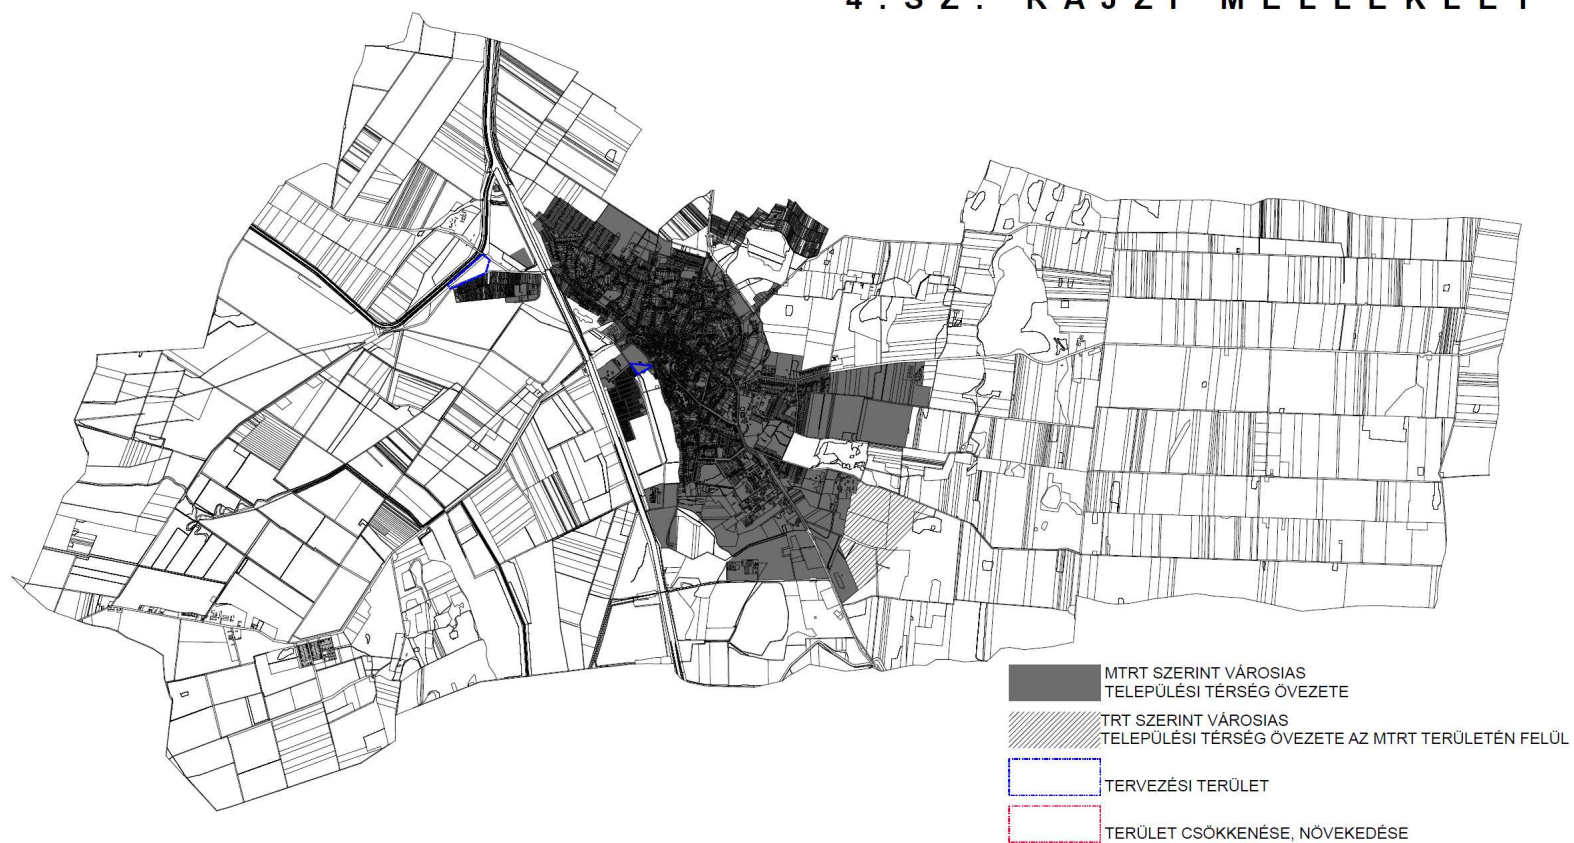 4.SZ. RAJZI MELLÉKLET
MTRT SZERINT VÁROSIAS
TELEPÜLÉSI TÉRSÉG ÖVEZETE
TRT SZERINT VÁROSIAS
TELEPÜLÉSI TÉRSÉG ÖVEZETE AZ MTRT TERÜLETÉN FELÜL
TERVEZÉSI TERÜLET
TERÜLET CSÖKKENÉSE, NÖVEKEDÉSE